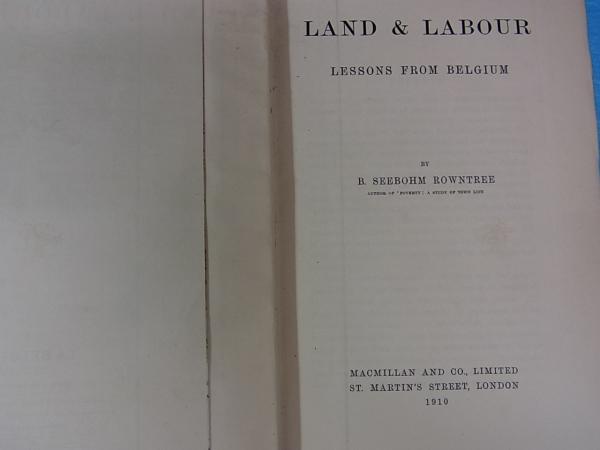 LAND & LABOUR
LESSONS FROM BELGIUM
BY
B. SEEBOHM ROWNTREE
AUTHOR OF 'POVERTY: A STUDY OF TOWN LIFE'
MACMILLAN AND CO., LIMITED
ST. MARTIN'S STREET, LONDON
1910